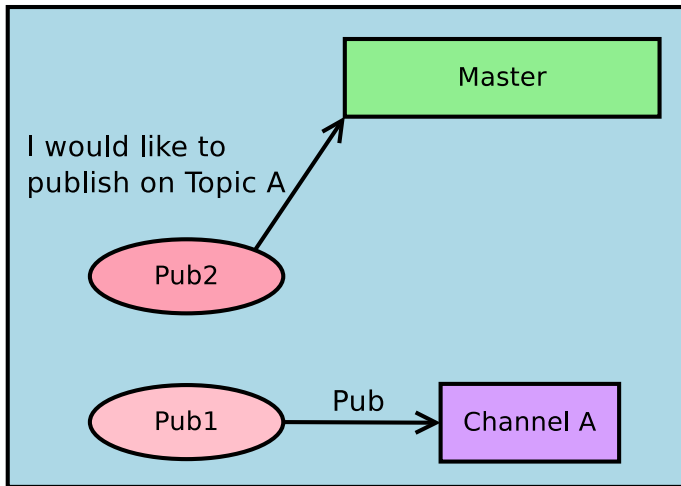 Master
I would like to
publish on Topic A
Pub2
Pub1
Pub
Channel A